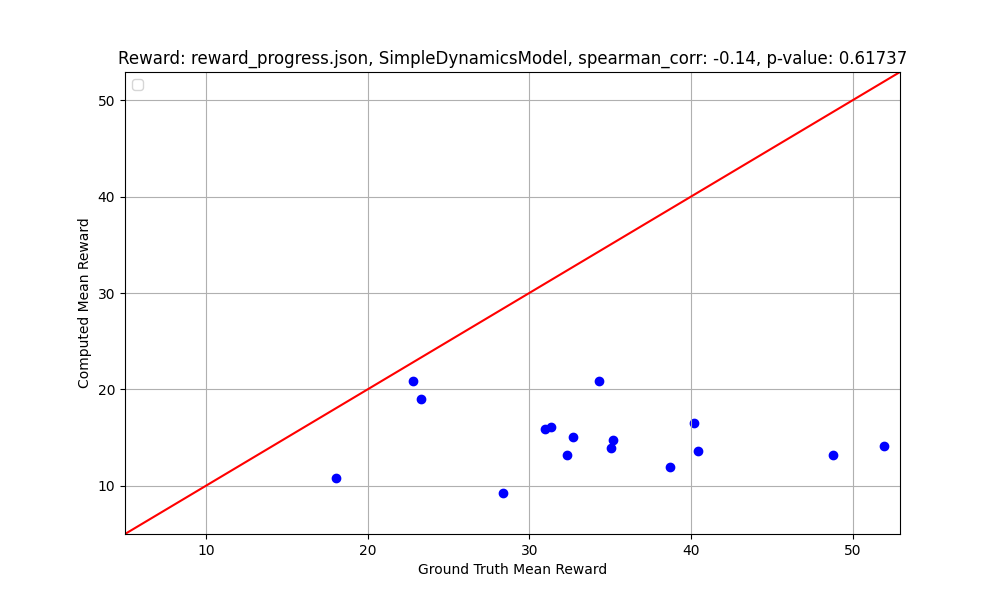 Reward: reward_progress.json, SimpleDynamicsModel, spearman_corr: -0.14, p-value: 0.61737
50
40
30
20
10
Computed Mean Reward
10 20 30 40 50
Ground Truth Mean Reward